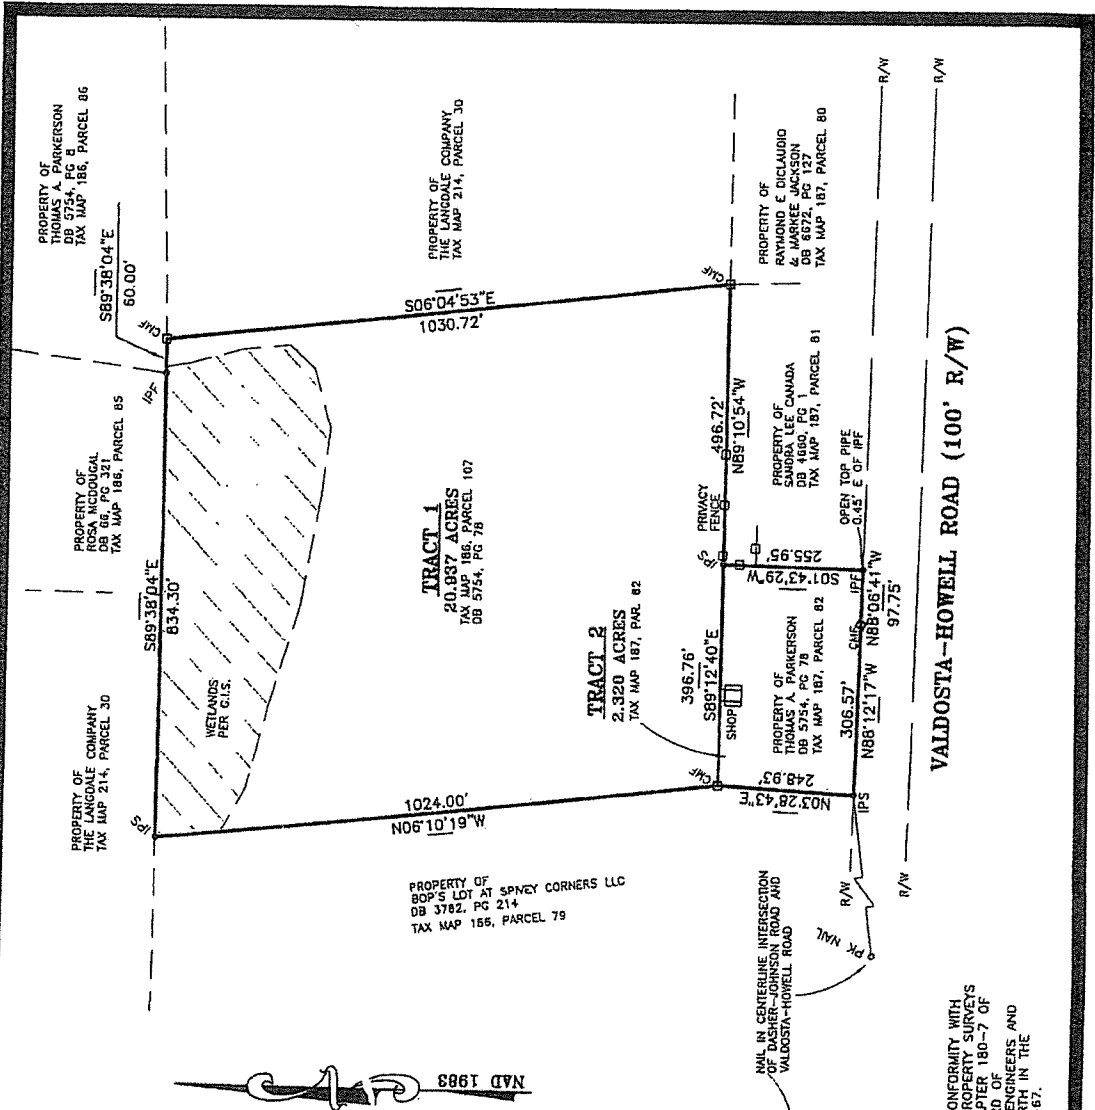 PROPERTY OF
THOMAS A. PARKERSON
DB 5754, PG 8
TAX MAP 186, PARCEL 86
S89°38'04"E
60.00'
CMF
IPF
PROPERTY OF
ROSA MCDOUGAL
DB 66, PG 321
TAX MAP 186, PARCEL 85
S89°38'04"E
834.30'
PROPERTY OF
THE LANGDALE COMPANY
TAX MAP 214, PARCEL 30
IPS
WETLANDS
PER G.I.S.
PROPERTY OF
THE LANGDALE COMPANY
TAX MAP 214, PARCEL 30
S06°04'53"E
1030.72'
TRACT 1
20.937 ACRES
TAX MAP 186, PARCEL 107
DB 5754, PG 78
1024.00'
N06°10'19"W
PROPERTY OF
BOP'S LOT AT SPIVEY CORNERS LLC
DB 3782, PG 214
TAX MAP 155, PARCEL 79
CMF
496.72'
N89°10'54"W
PRIVACY
FENCE
IPS
TRACT 2
2.320 ACRES
TAX MAP 187, PAR. 82
396.76'
S89°12'40"E
SHOP
CMF
PROPERTY OF
RAYMOND E DICLAUDIO
& MARKEE JACKSON
DB 6672, PG 127
TAX MAP 187, PARCEL 80
PROPERTY OF
SANDRA LEE CANADA
DB 4660, PG 1
TAX MAP 187, PARCEL 81
OPEN TOP PIPE
0.45' E OF IPF
255.95'
S01°43'29"W
IPF
PROPERTY OF
THOMAS A. PARKERSON
DB 5754, PG 78
TAX MAP 187, PARCEL 82
248.93'
N03°28'43"E
IPS
CMF
N88°06'41"W
97.75'
306.57'
N88°12'17"W
R/W
R/W
VALDOSTA-HOWELL ROAD (100' R/W)
R/W
R/W
PK NAIL
NAIL IN CENTERLINE INTERSECTION
OF DASHER-JOHNSON ROAD AND
VALDOSTA-HOWELL ROAD
NAD 1983
ONFORMITY WITH
ROPERTY SURVEYS
PTER 180-7 OF
D OF
ENGINEERS AND
TH IN THE
67.